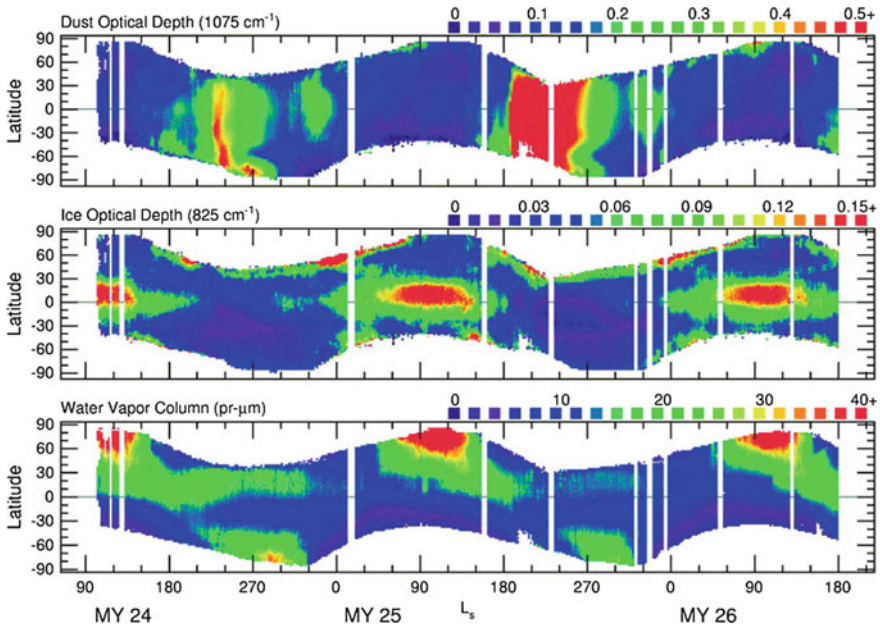 Dust Optical Depth (1075 cm⁻¹)
0 0.1 0.2 0.3 0.4 0.5+
Latitude
90
60
30
0
-30
-60
-90
Ice Optical Depth (825 cm⁻¹)
0 0.03 0.06 0.09 0.12 0.15+
Latitude
90
60
30
0
-30
-60
-90
Water Vapor Column (pr-μm)
0 10 20 30 40+
Latitude
90
60
30
0
-30
-60
-90
90 180 270 0 90 180 270 0 90 180
MY 24 MY 25 Ls MY 26